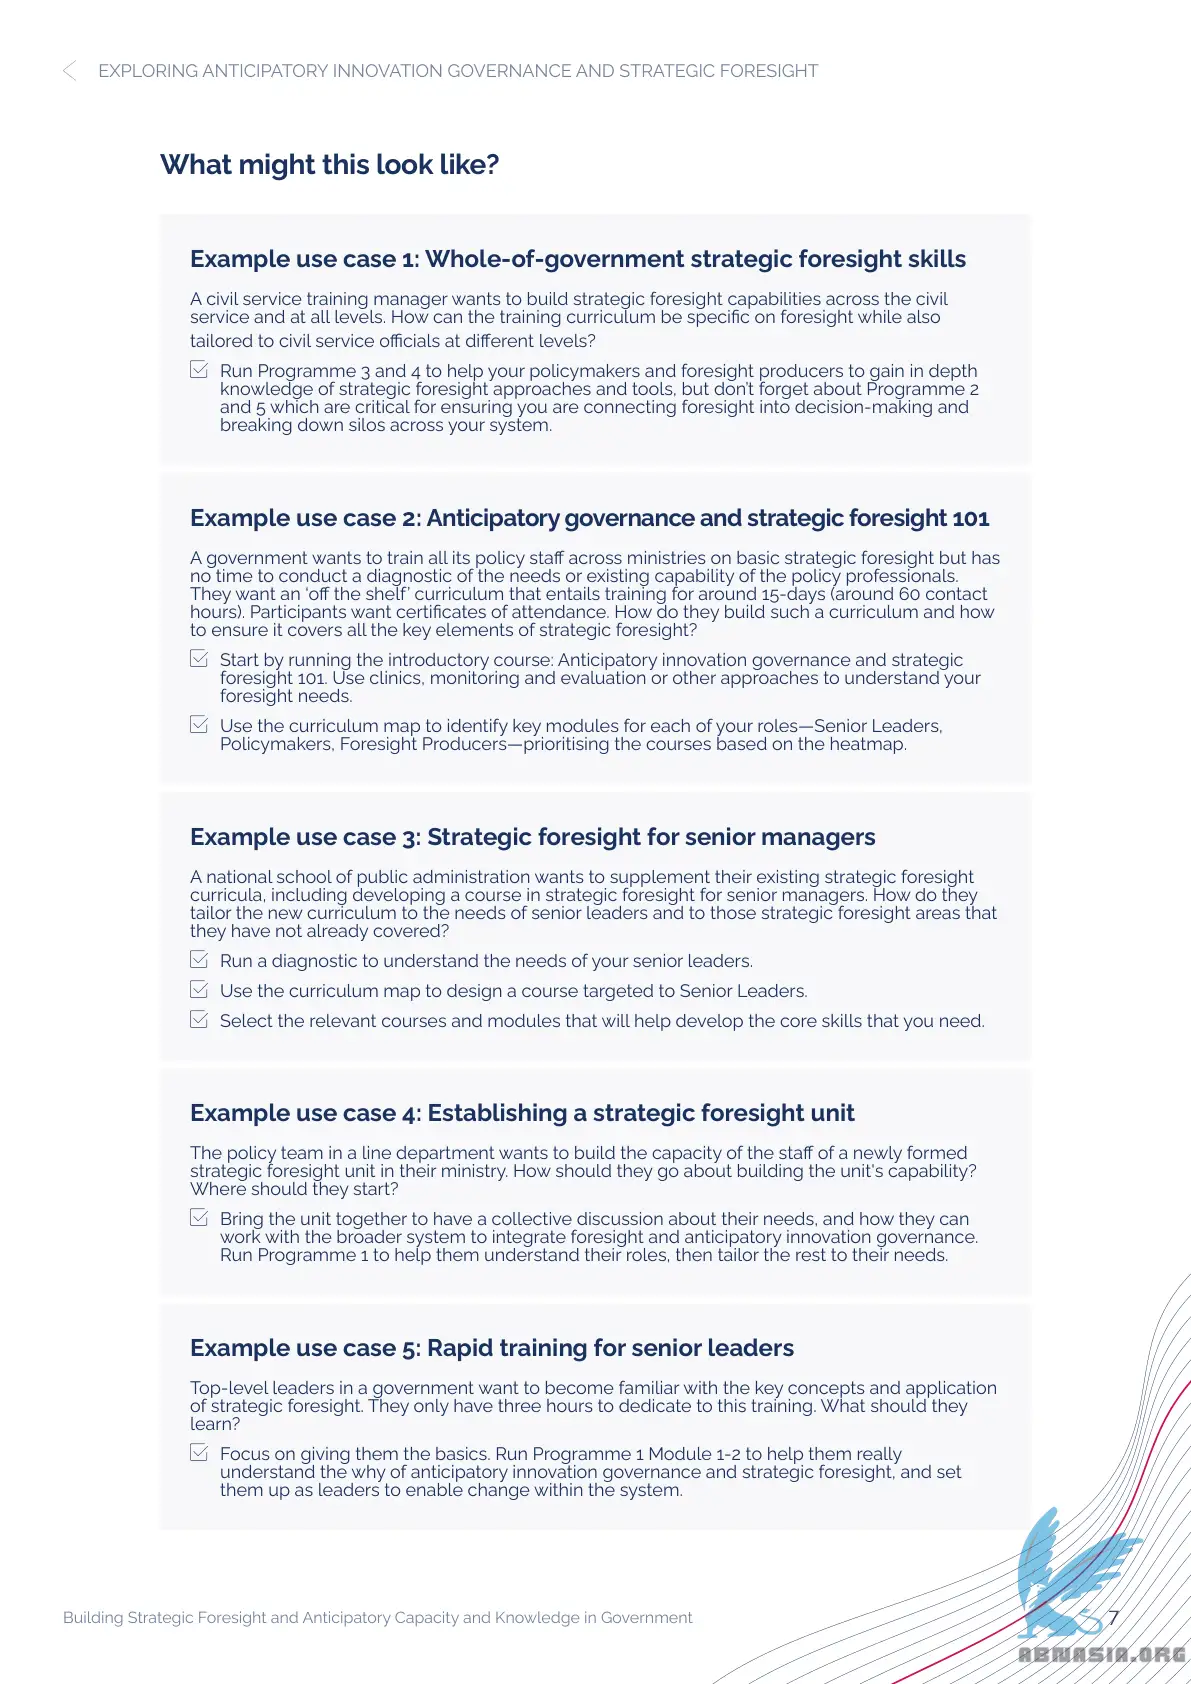 EXPLORING ANTICIPATORY INNOVATION GOVERNANCE AND STRATEGIC FORESIGHT
What might this look like?
Example use case 1: Whole-of-government strategic foresight skills
A civil service training manager wants to build strategic foresight capabilities across the civil
service and at all levels. How can the training curriculum be specific on foresight while also
tailored to civil service officials at different levels?
Run Programme 3 and 4 to help your policymakers and foresight producers to gain in depth
knowledge of strategic foresight approaches and tools, but don't forget about Programme 2
and 5 which are critical for ensuring you are connecting foresight into decision-making and
breaking down silos across your system.
Example use case 2: Anticipatory governance and strategic foresight 101
A government wants to train all its policy staff across ministries on basic strategic foresight but has
no time to conduct a diagnostic of the needs or existing capability of the policy professionals.
They want an 'off the shelf' curriculum that entails training for around 15-days (around 60 contact
hours). Participants want certificates of attendance. How do they build such a curriculum and how
to ensure it covers all the key elements of strategic foresight?
Start by running the introductory course: Anticipatory innovation governance and strategic
foresight 101. Use clinics, monitoring and evaluation or other approaches to understand your
foresight needs.
Use the curriculum map to identify key modules for each of your roles—Senior Leaders,
Policymakers, Foresight Producers—prioritising the courses based on the heatmap.
Example use case 3: Strategic foresight for senior managers
A national school of public administration wants to supplement their existing strategic foresight
curricula, including developing a course in strategic foresight for senior managers. How do they
tailor the new curriculum to the needs of senior leaders and to those strategic foresight areas that
they have not already covered?
Run a diagnostic to understand the needs of your senior leaders.
Use the curriculum map to design a course targeted to Senior Leaders.
Select the relevant courses and modules that will help develop the core skills that you need.
Example use case 4: Establishing a strategic foresight unit
The policy team in a line department wants to build the capacity of the staff of a newly formed
strategic foresight unit in their ministry. How should they go about building the unit's capability?
Where should they start?
Bring the unit together to have a collective discussion about their needs, and how they can
work with the broader system to integrate foresight and anticipatory innovation governance.
Run Programme 1 to help them understand their roles, then tailor the rest to their needs.
Example use case 5: Rapid training for senior leaders
Top-level leaders in a government want to become familiar with the key concepts and application
of strategic foresight. They only have three hours to dedicate to this training. What should they
learn?
Focus on giving them the basics. Run Programme 1 Module 1-2 to help them really
understand the why of anticipatory innovation governance and strategic foresight, and set
them up as leaders to enable change within the system.
Building Strategic Foresight and Anticipatory Capacity and Knowledge in Government
7
ABMASIA.ORG